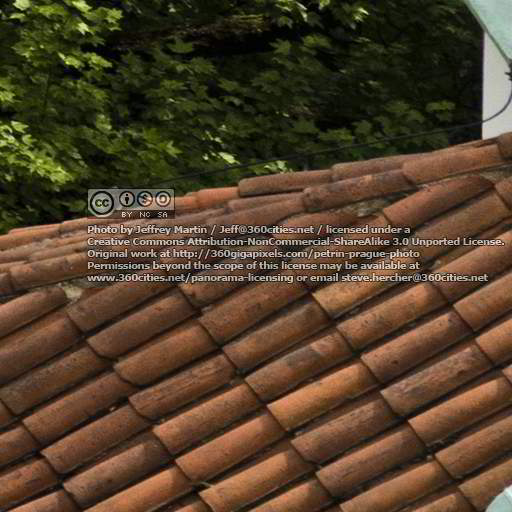 cc BY NC SA
Photo by Jeffrey Martin / Jeff@360cities.net / licensed under a
Creative Commons Attribution-NonCommercial-ShareAlike 3.0 Unported License.
Original work at http://360gigapixels.com/petrin-prague-photo
Permissions beyond the scope of this license may be available at
www.360cities.net/panorama-licensing or email steve.hercher@360cities.net